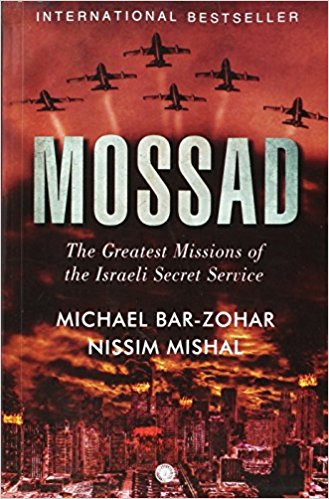 INTERNATIONAL BESTSELLER
MOSSAD
The Greatest Missions of
the Israeli Secret Service
MICHAEL BAR-ZOHAR
NISSIM MISHAL